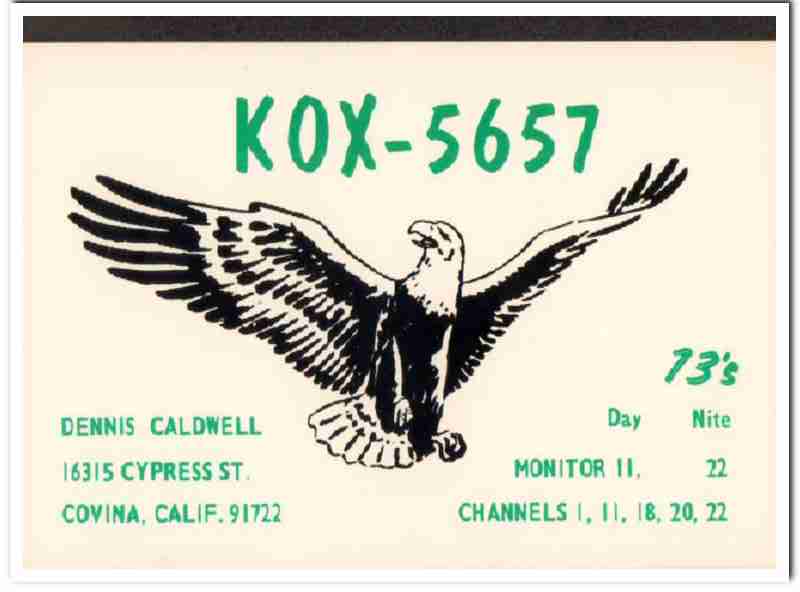 KOX-5657
73's
DENNIS CALDWELL
16315 CYPRESS ST.
COVINA, CALIF. 91722
Day Nite
MONITOR 11, 22
CHANNELS 1, 11, 18, 20, 22